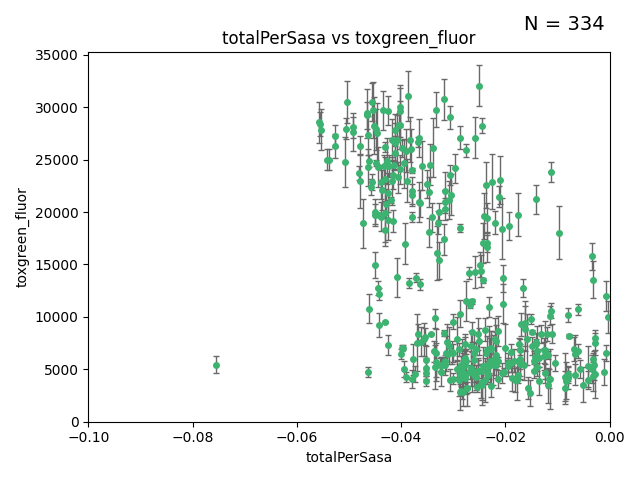 N = 334
totalPerSasa vs toxgreen_fluor
35000
30000
25000
20000
15000
10000
5000
0
toxgreen_fluor
−0.10 −0.08 −0.06 −0.04 −0.02 0.00
totalPerSasa